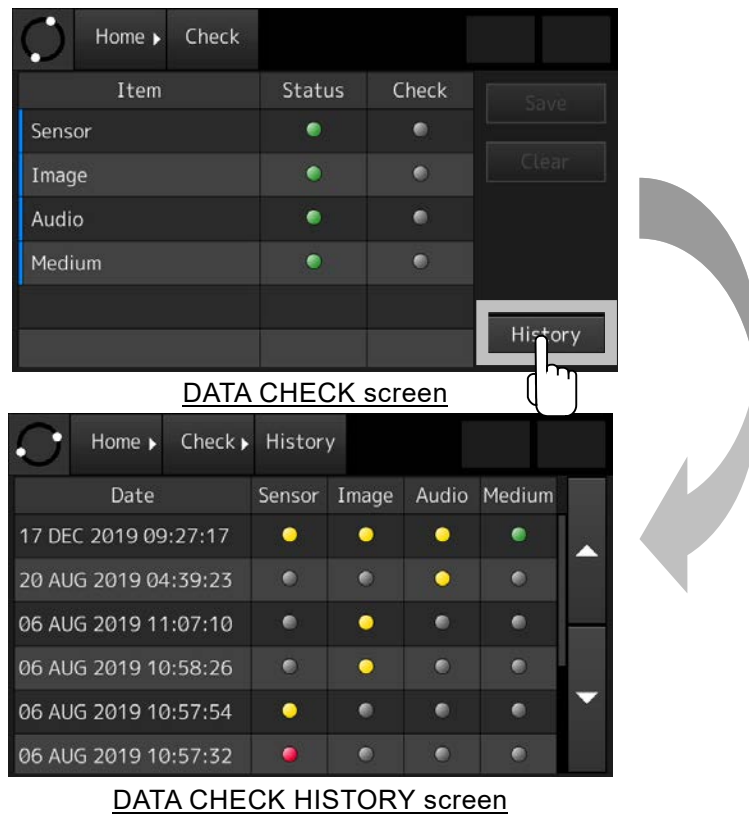 Home Check
Item Status Check
Save
Sensor
Clear
Image
Audio
Medium
History
DATA CHECK screen
Home Check History
Date Sensor Image Audio Medium
17 DEC 2019 09:27:17
20 AUG 2019 04:39:23
06 AUG 2019 11:07:10
06 AUG 2019 10:58:26
06 AUG 2019 10:57:54
06 AUG 2019 10:57:32
DATA CHECK HISTORY screen